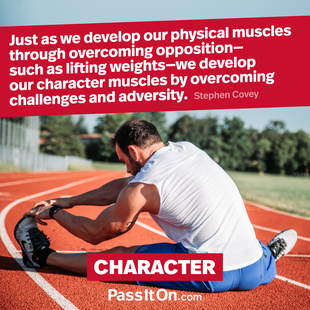 Just as we develop our physical muscles
through overcoming opposition—
such as lifting weights—we develop
our character muscles by overcoming
challenges and adversity. Stephen Covey
CHARACTER
PassItOn.com